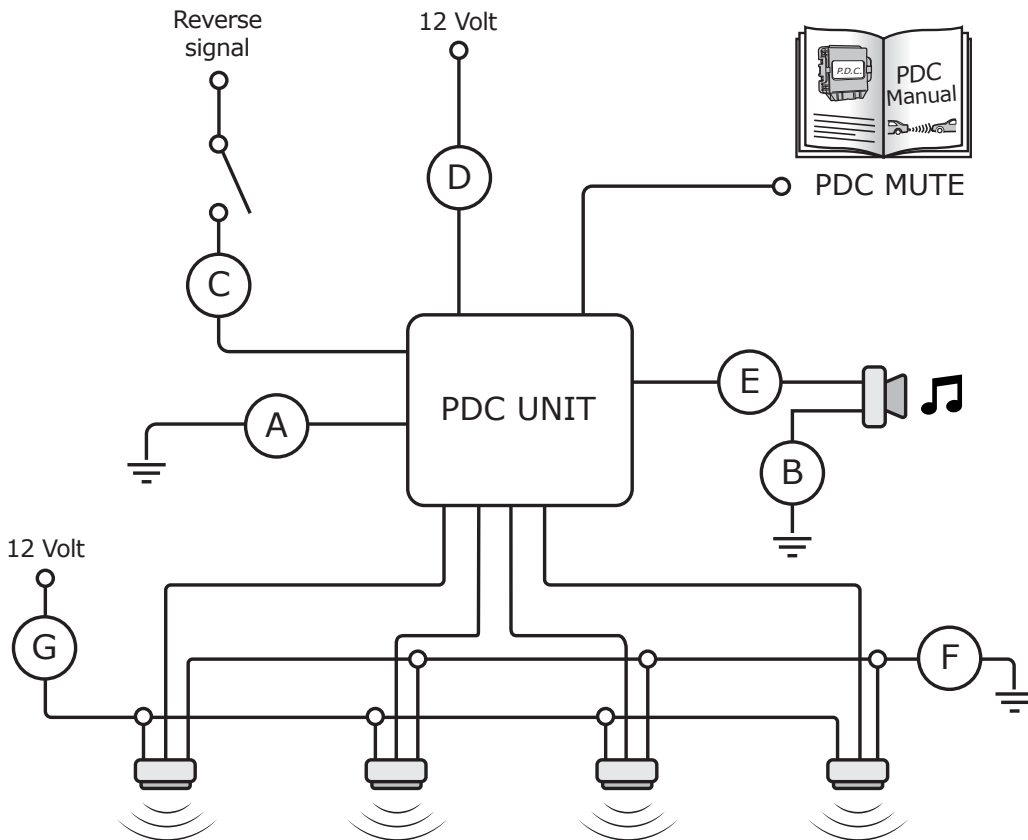 Reverse
signal
12 Volt
P.D.C.
PDC
Manual
D
PDC MUTE
C
E
PDC UNIT
A
B
12 Volt
G
F